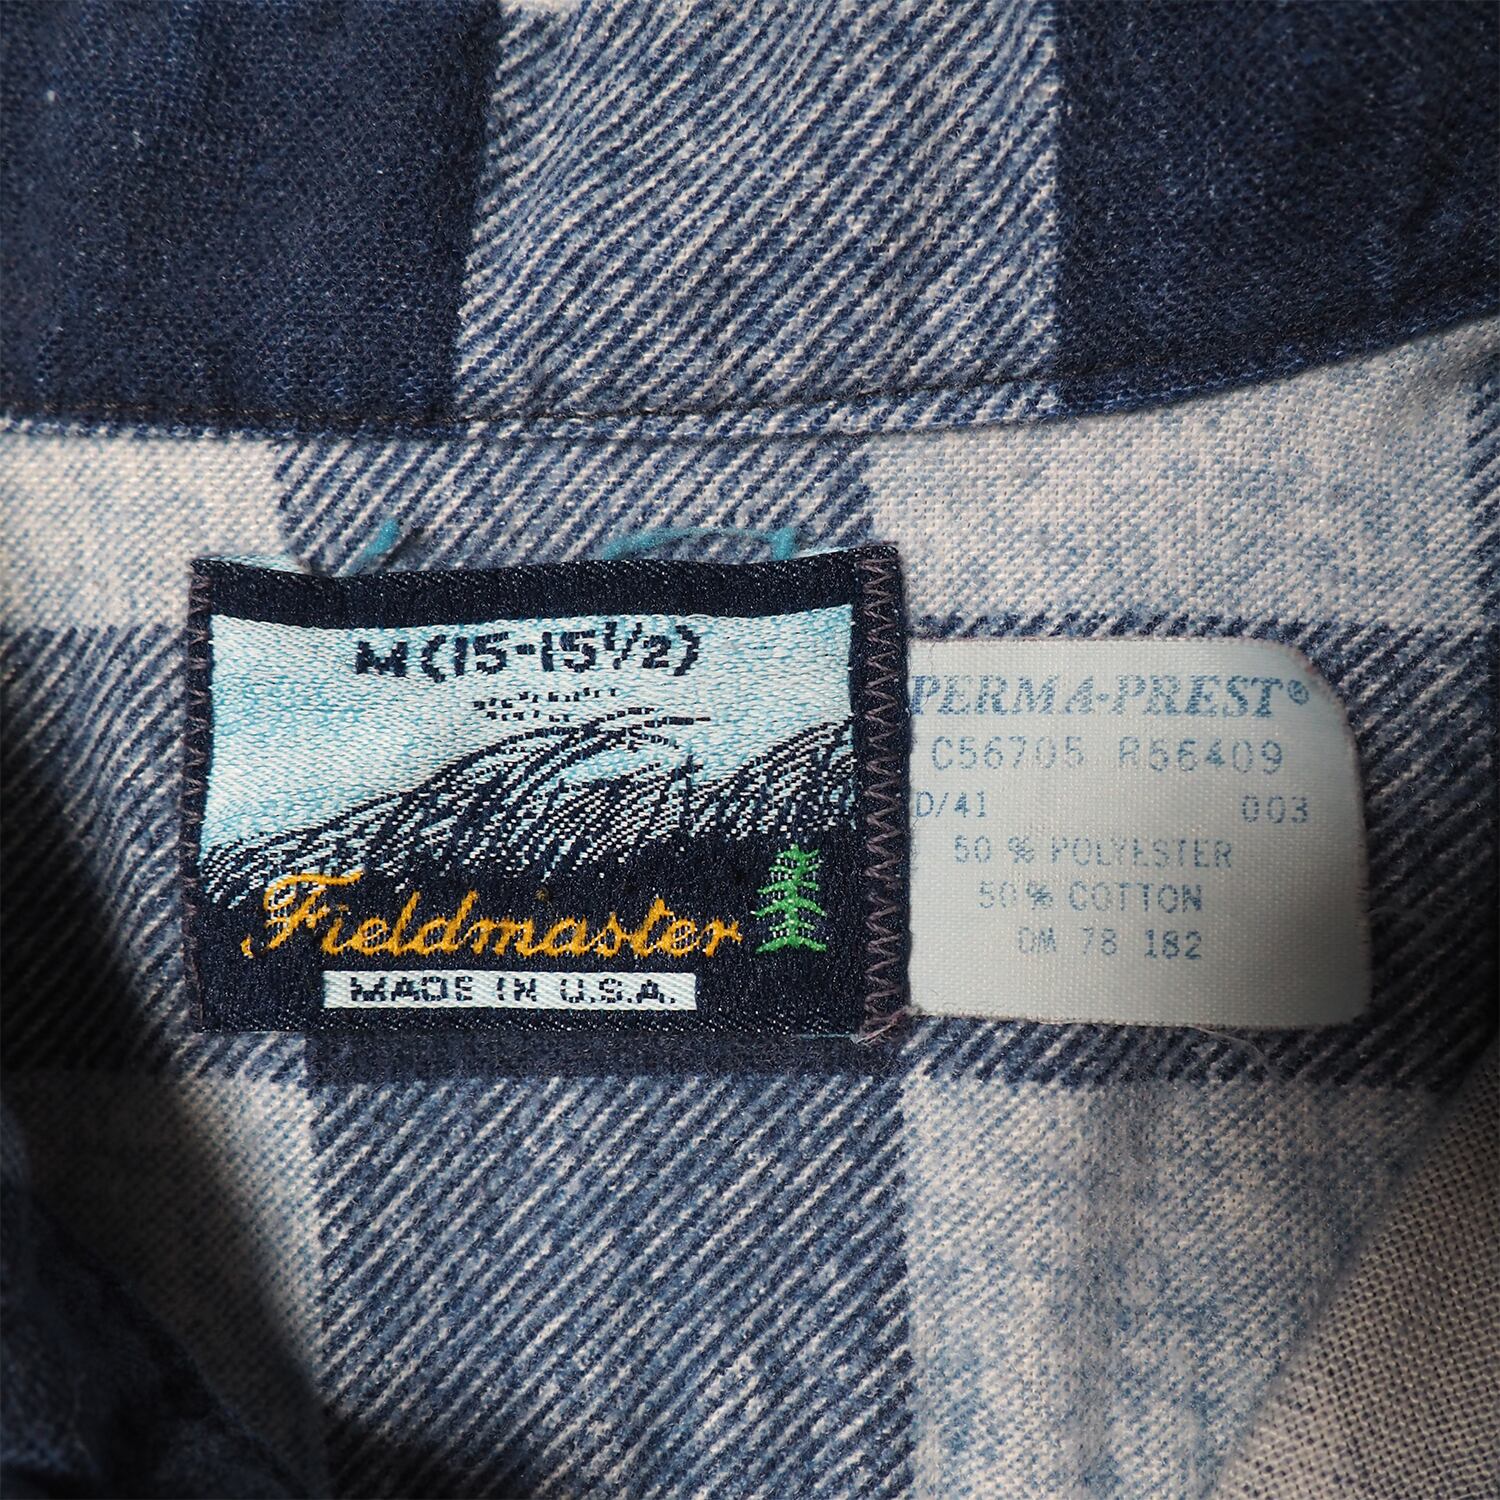 M (15-15½)
Fieldmaster
MADE IN U.S.A.
PERMA-PREST®
C56705 R56409
D/41 003
50 % POLYESTER
50 % COTTON
OM 78 182